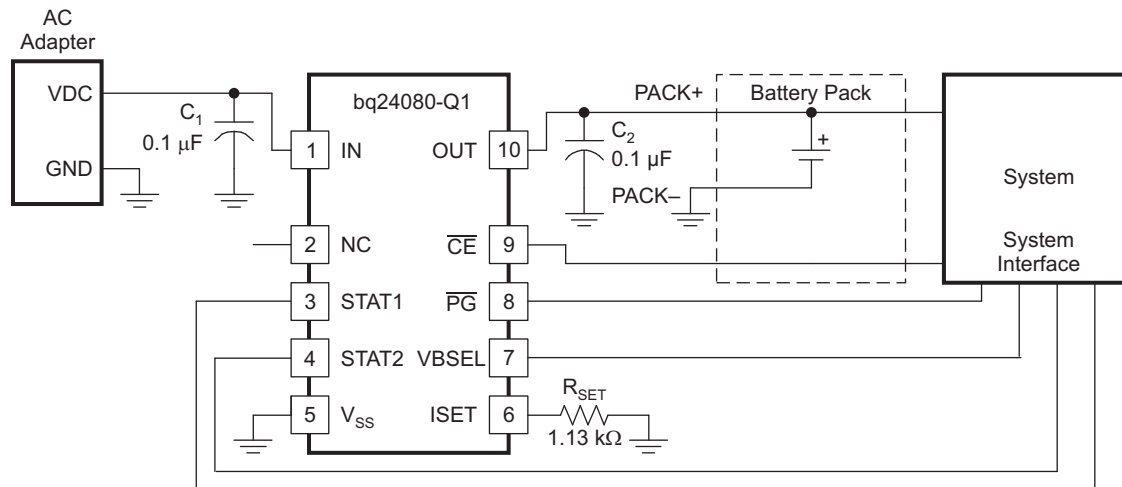 AC
Adapter
VDC
GND
C1
0.1 μF
bq24080-Q1
1
IN
OUT
10
2
NC
CE
9
3
STAT1
PG
8
4
STAT2
VBSEL
7
5
VSS
ISET
6
PACK+
C2
0.1 μF
PACK–
Battery Pack
+
RSET
1.13 kΩ
System
System
Interface